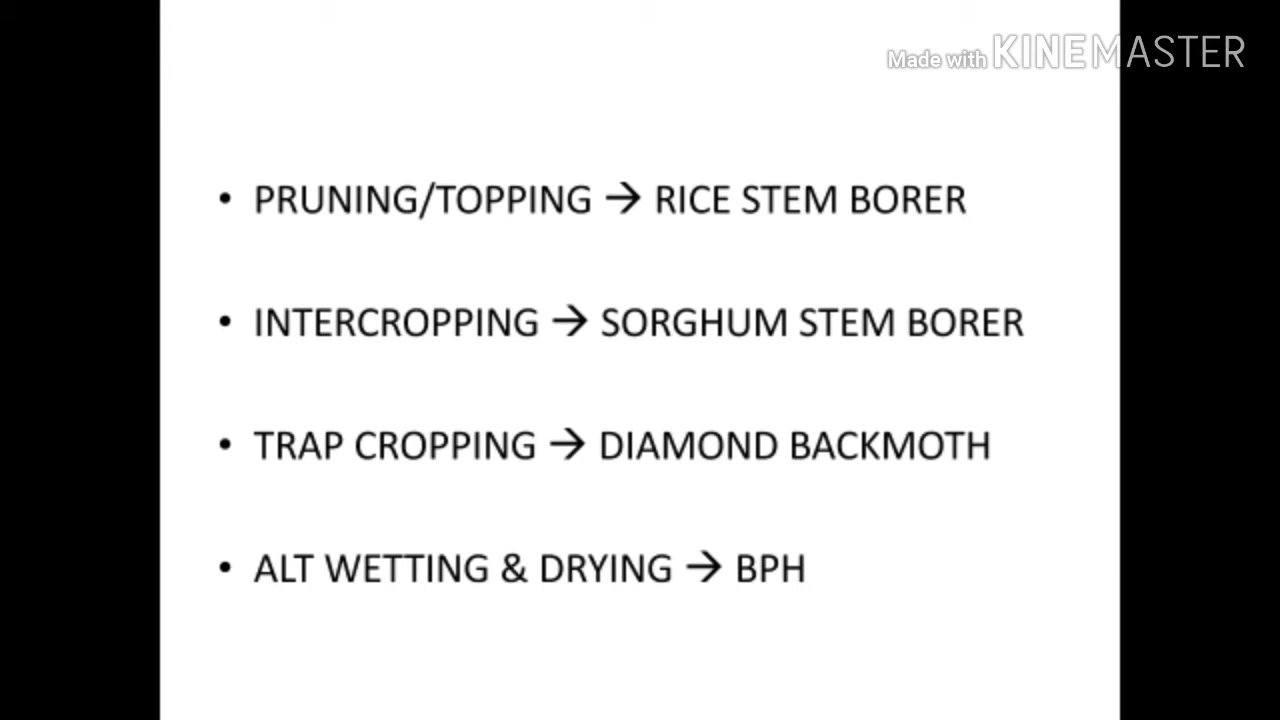 Made with KINEMASTER
• PRUNING/TOPPING → RICE STEM BORER
• INTERCROPPING → SORGHUM STEM BORER
• TRAP CROPPING → DIAMOND BACKMOTH
• ALT WETTING & DRYING → BPH